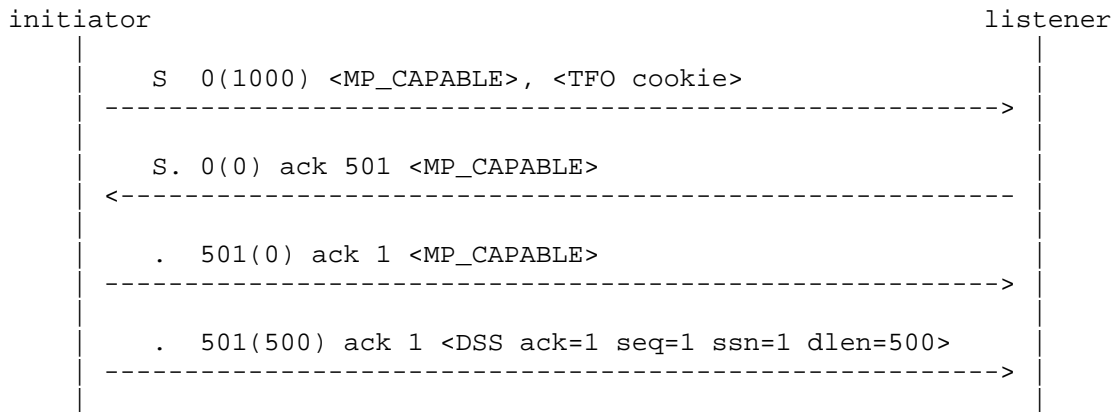 initiator listener
S 0(1000) <MP_CAPABLE>, <TFO cookie>
S. 0(0) ack 501 <MP_CAPABLE>
. 501(0) ack 1 <MP_CAPABLE>
. 501(500) ack 1 <DSS ack=1 seq=1 ssn=1 dlen=500>